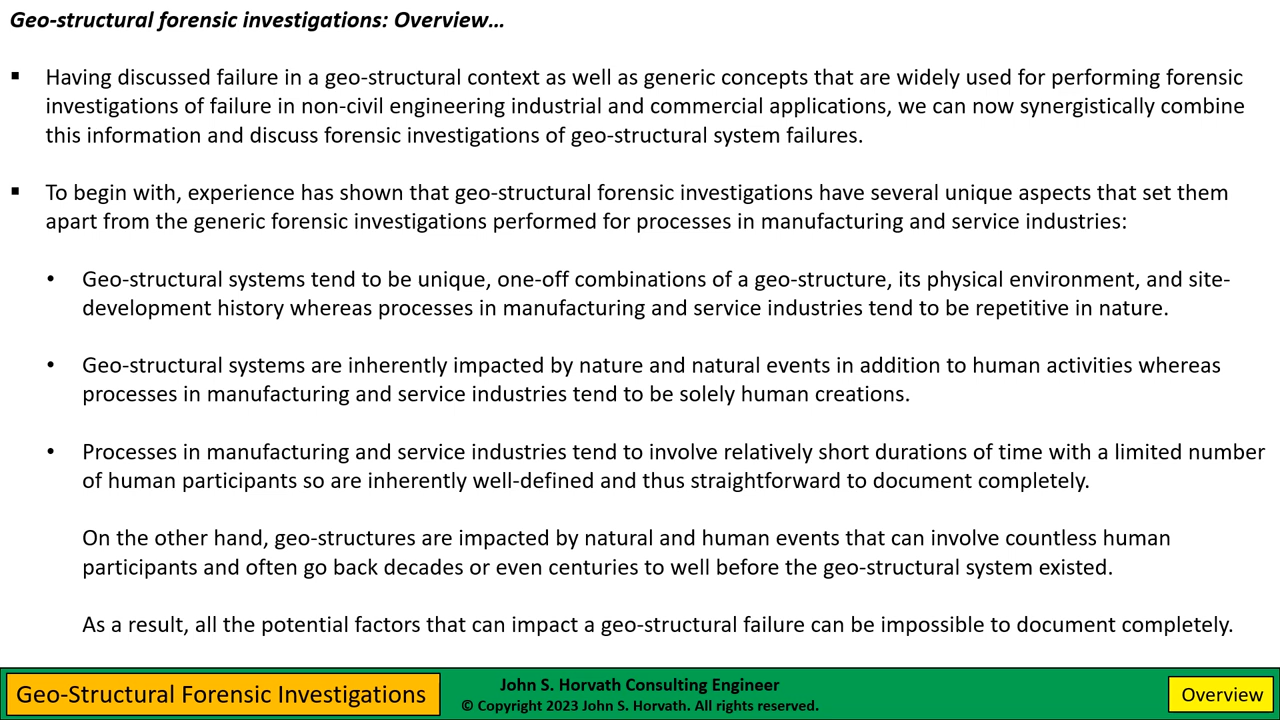 Geo-structural forensic investigations: Overview…
▪ Having discussed failure in a geo-structural context as well as generic concepts that are widely used for performing forensic
investigations of failure in non-civil engineering industrial and commercial applications, we can now synergistically combine
this information and discuss forensic investigations of geo-structural system failures.
▪ To begin with, experience has shown that geo-structural forensic investigations have several unique aspects that set them
apart from the generic forensic investigations performed for processes in manufacturing and service industries:
• Geo-structural systems tend to be unique, one-off combinations of a geo-structure, its physical environment, and site-
development history whereas processes in manufacturing and service industries tend to be repetitive in nature.
• Geo-structural systems are inherently impacted by nature and natural events in addition to human activities whereas
processes in manufacturing and service industries tend to be solely human creations.
• Processes in manufacturing and service industries tend to involve relatively short durations of time with a limited number
of human participants so are inherently well-defined and thus straightforward to document completely.
On the other hand, geo-structures are impacted by natural and human events that can involve countless human
participants and often go back decades or even centuries to well before the geo-structural system existed.
As a result, all the potential factors that can impact a geo-structural failure can be impossible to document completely.
Geo-Structural Forensic Investigations
John S. Horvath Consulting Engineer
© Copyright 2023 John S. Horvath. All rights reserved.
Overview